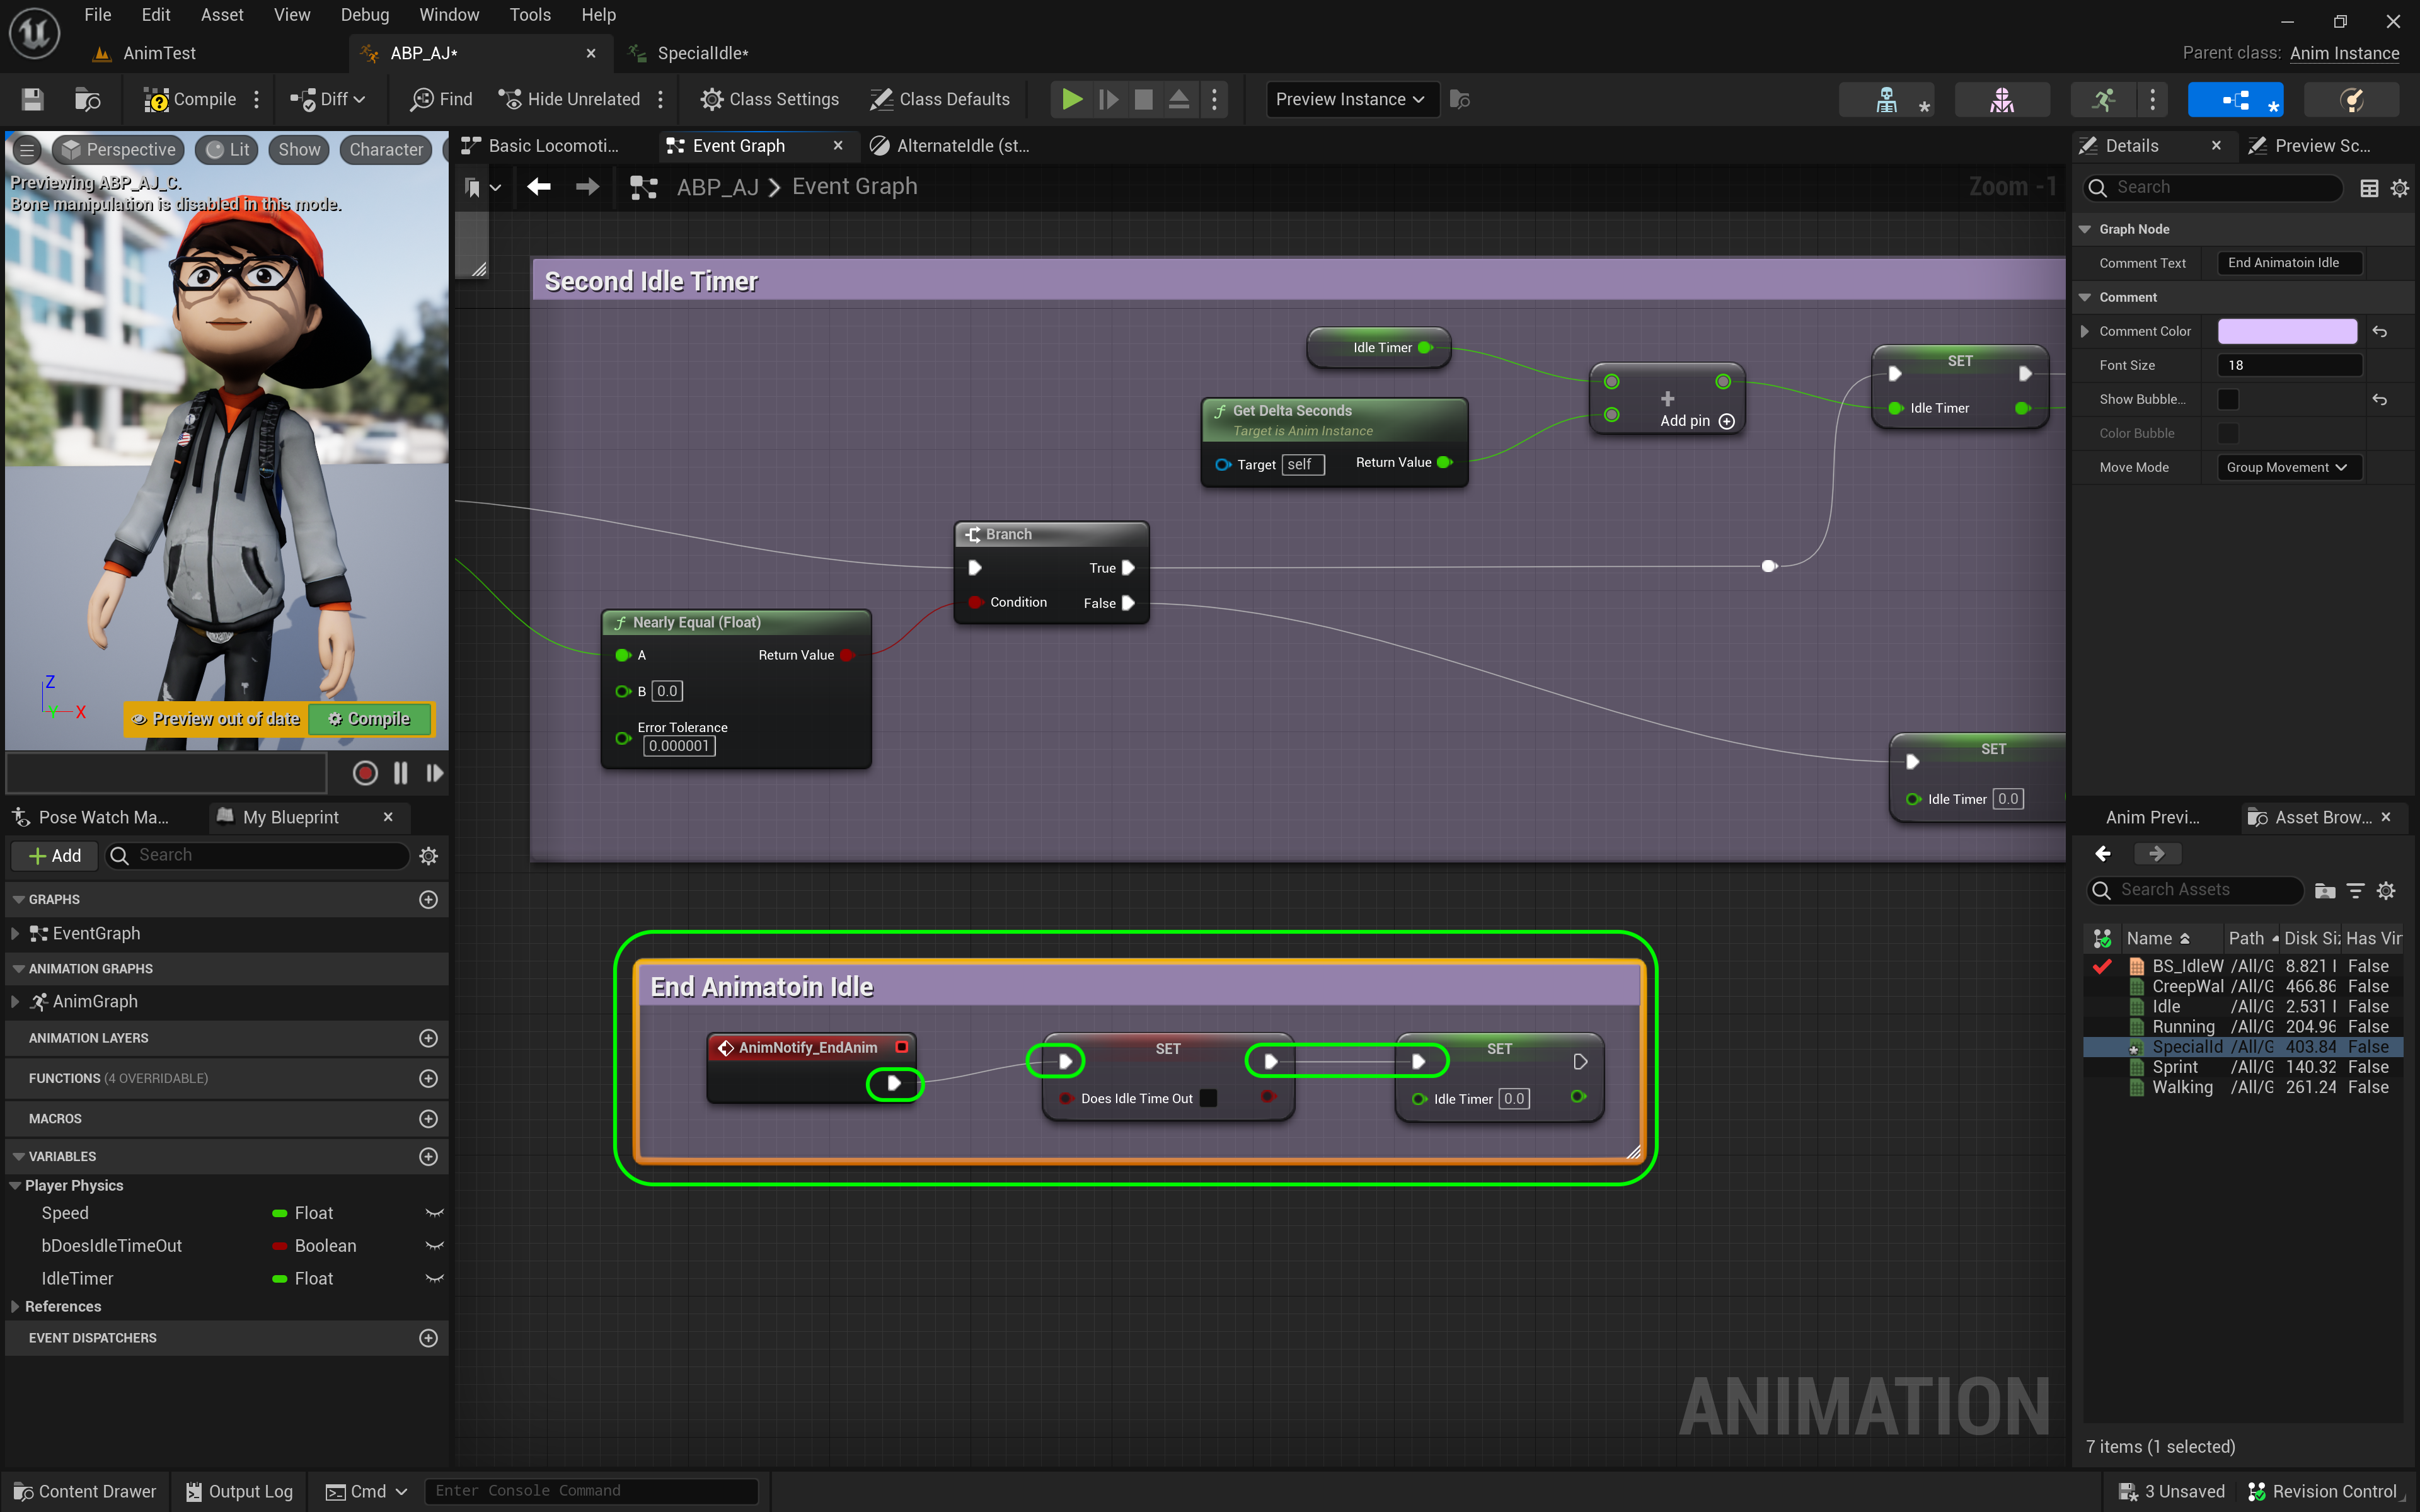 File Edit Asset View Debug Window Tools Help
AnimTest ABP_AJ* SpecialIdle* Parent class: Anim Instance
Compile Diff Find Hide Unrelated Class Settings Class Defaults Preview Instance
Perspective Lit Show Character
Previewing ABP_AJ_C.
Bone manipulation is disabled in this mode.
Z
Y X
Preview out of date Compile
Basic Locomoti... Event Graph AlternateIdle (st...
ABP_AJ Event Graph Zoom -1
Second Idle Timer
Idle Timer
Get Delta Seconds
Target is Anim Instance
Target self Return Value
Add pin
SET
Idle Timer
Branch
True
Condition False
Nearly Equal (Float)
A Return Value
B 0.0
Error Tolerance
0.000001
SET
Idle Timer 0.0
End Animatoin Idle
AnimNotify_EndAnim
SET
Does Idle Time Out
SET
Idle Timer 0.0
ANIMATION
Pose Watch Ma... My Blueprint
Add Search
GRAPHS
EventGraph
ANIMATION GRAPHS
AnimGraph
ANIMATION LAYERS
FUNCTIONS (4 OVERRIDABLE)
MACROS
VARIABLES
Player Physics
Speed Float
bDoesIdleTimeOut Boolean
IdleTimer Float
References
EVENT DISPATCHERS
Details Preview Sc...
Search
Graph Node
Comment Text End Animatoin Idle
Comment
Comment Color
Font Size 18
Show Bubble...
Color Bubble
Move Mode Group Movement
Anim Previ... Asset Brow...
Search Assets
Name Path Disk Siz Has Vir
BS_IdleW /All/G 8.821 False
CreepWal /All/G 466.86 False
Idle /All/G 2.531 False
Running /All/G 204.96 False
SpecialId /All/G 403.84 False
Sprint /All/G 140.32 False
Walking /All/G 261.24 False
7 items (1 selected)
Content Drawer Output Log Cmd Enter Console Command 3 Unsaved Revision Control